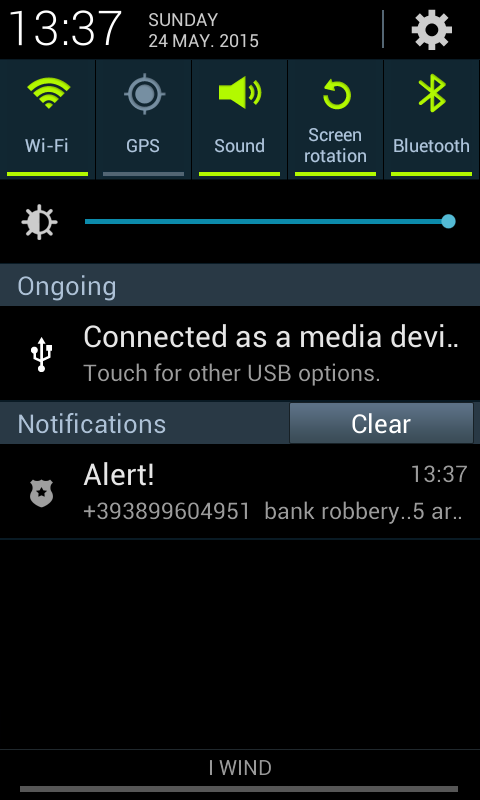 13:37
SUNDAY
24 MAY. 2015
Wi-Fi
GPS
Sound
Screen
rotation
Bluetooth
Ongoing
Connected as a media devi..
Touch for other USB options.
Notifications
Clear
Alert!
13:37
+393899604951  bank robbery..5 ar..
I WIND